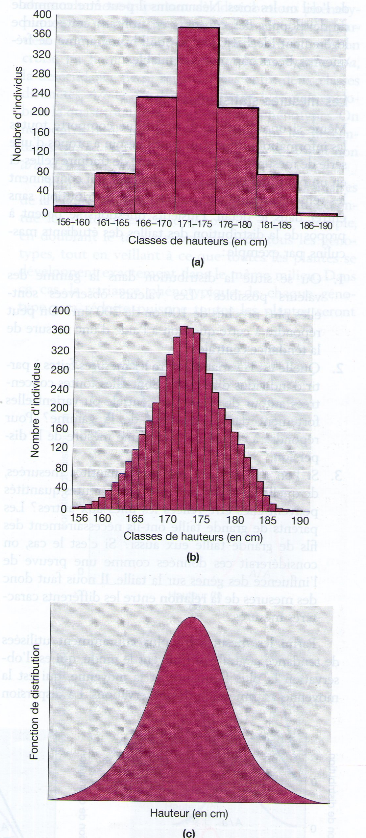 400
360
320
280
240
200
160
120
80
40
0
Nombre d'individus
156–160 161–165 166–170 171–175 176–180 181–185 186–190
Classes de hauteurs (en cm)
(a)
400
360
320
280
240
200
160
120
80
40
0
Nombre d'individus
156 160 165 170 175 180 185 190
Classes de hauteurs (en cm)
(b)
Fonction de distribution
Hauteur (en cm)
(c)